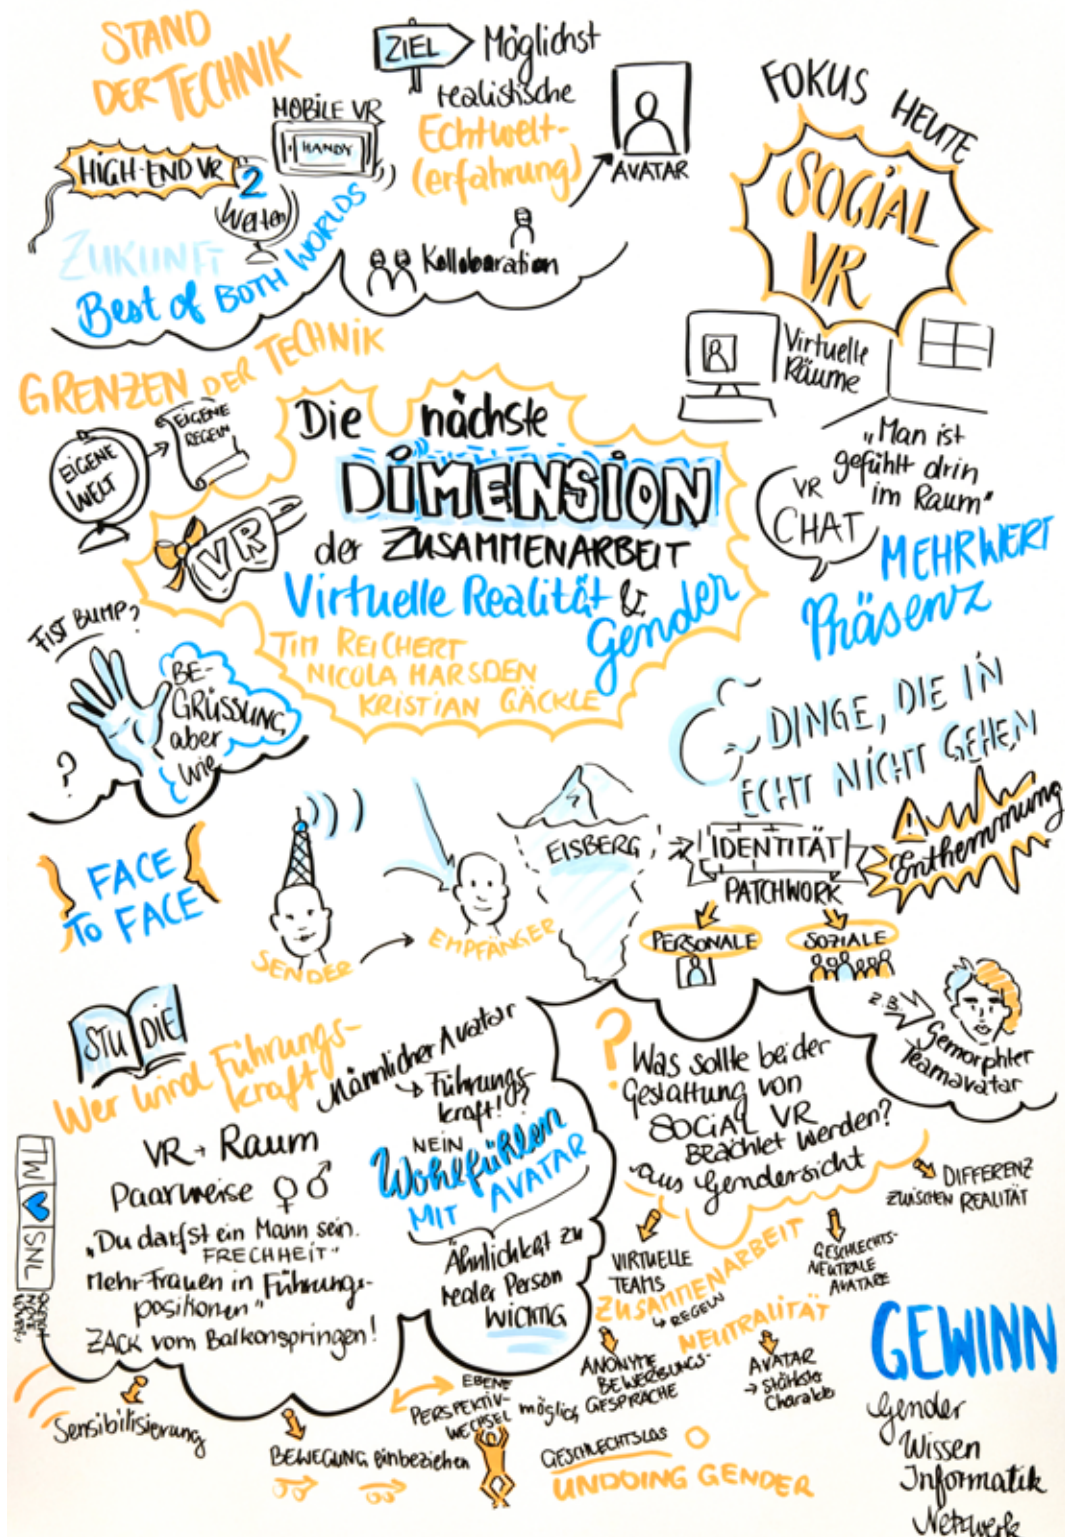 STAND
DER TECHNIK
ZIEL
Möglichst
realistische
Echtwelt-
(erfahrung)
AVATAR
MOBILE VR
HANDY
HIGH-END VR
2
Welten
ZUKUNFT
Best of BOTH WORLDS
Kollaboration
FOKUS HEUTE
SOCIAL
VR
Virtuelle
Räume
„Man ist
gefühlt drin
im Raum"
VR
CHAT
MEHRWERT
Präsenz
GRENZEN DER TECHNIK
EIGENE
WELT
EIGENE
REGELN
Die nächste
DIMENSION
der ZUSAMMENARBEIT
Virtuelle Realität &
Gender
VR
TIM REICHERT
NICOLA MARSDEN
KRISTIAN GÄCKLE
FIST BUMP?
?
BE-
GRÜSSUNG,
aber
wie
DINGE, DIE IN
ECHT NICHT GEHEN
FACE
TO FACE
SENDER
EMPFÄNGER
EISBERG
IDENTITÄT
PATCHWORK
!
Enthemmung
PERSONALE
SOZIALE
z.B.
Gemorphter
Teamavatar
STUDIE
Wer wird Führungs-
kraft
Männlicher Avatar
Führungs-
kraft!??
NEIN
Wohlfühlen
MIT AVATAR
Ähnlichkeit zu
realer Person
WICHTIG
VR-Raum
Paarweise ♀ ♂
„Du darfst ein Mann sein.
FRECHHEIT"
Mehr Frauen in Führungs-
positionen"
ZACK vom Balkonspringen!
TW
SNL
?
Was sollte bei der
Gestaltung von
SOCIAL VR
BEACHTET werden?
aus Gendersicht
DIFFERENZ
ZWISCHEN REALITÄT
VIRTUELLE
TEAMS
ZUSAMMENARBEIT
REGELN
GESCHLECHTS-
NEUTRALE
AVATARE
NEUTRALITÄT
ANONYME
BEWERBUNGS-
GESPRÄCHE
möglich
AVATAR
→ Stärkste
Charakter
Sensibilisierung
BEWEGUNG einbeziehen
EBENE
PERSPEKTIV-
WECHSEL
GESCHLECHTSLOS
UNDOING GENDER
GEWINN
Gender
Wissen
Informatik
Netzwerk